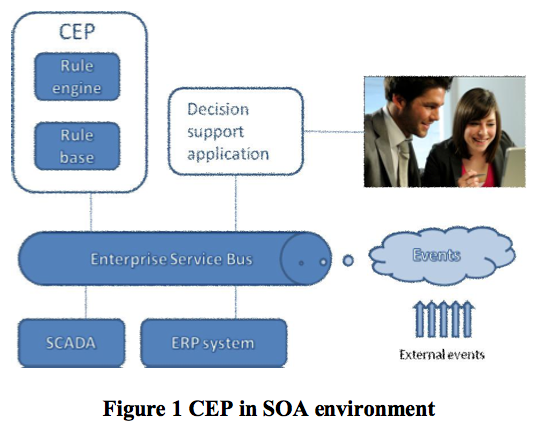 CEP
Rule
engine
Rule
base
Decision
support
application
Enterprise Service Bus
Events
SCADA
ERP system
External events
Figure 1 CEP in SOA environment